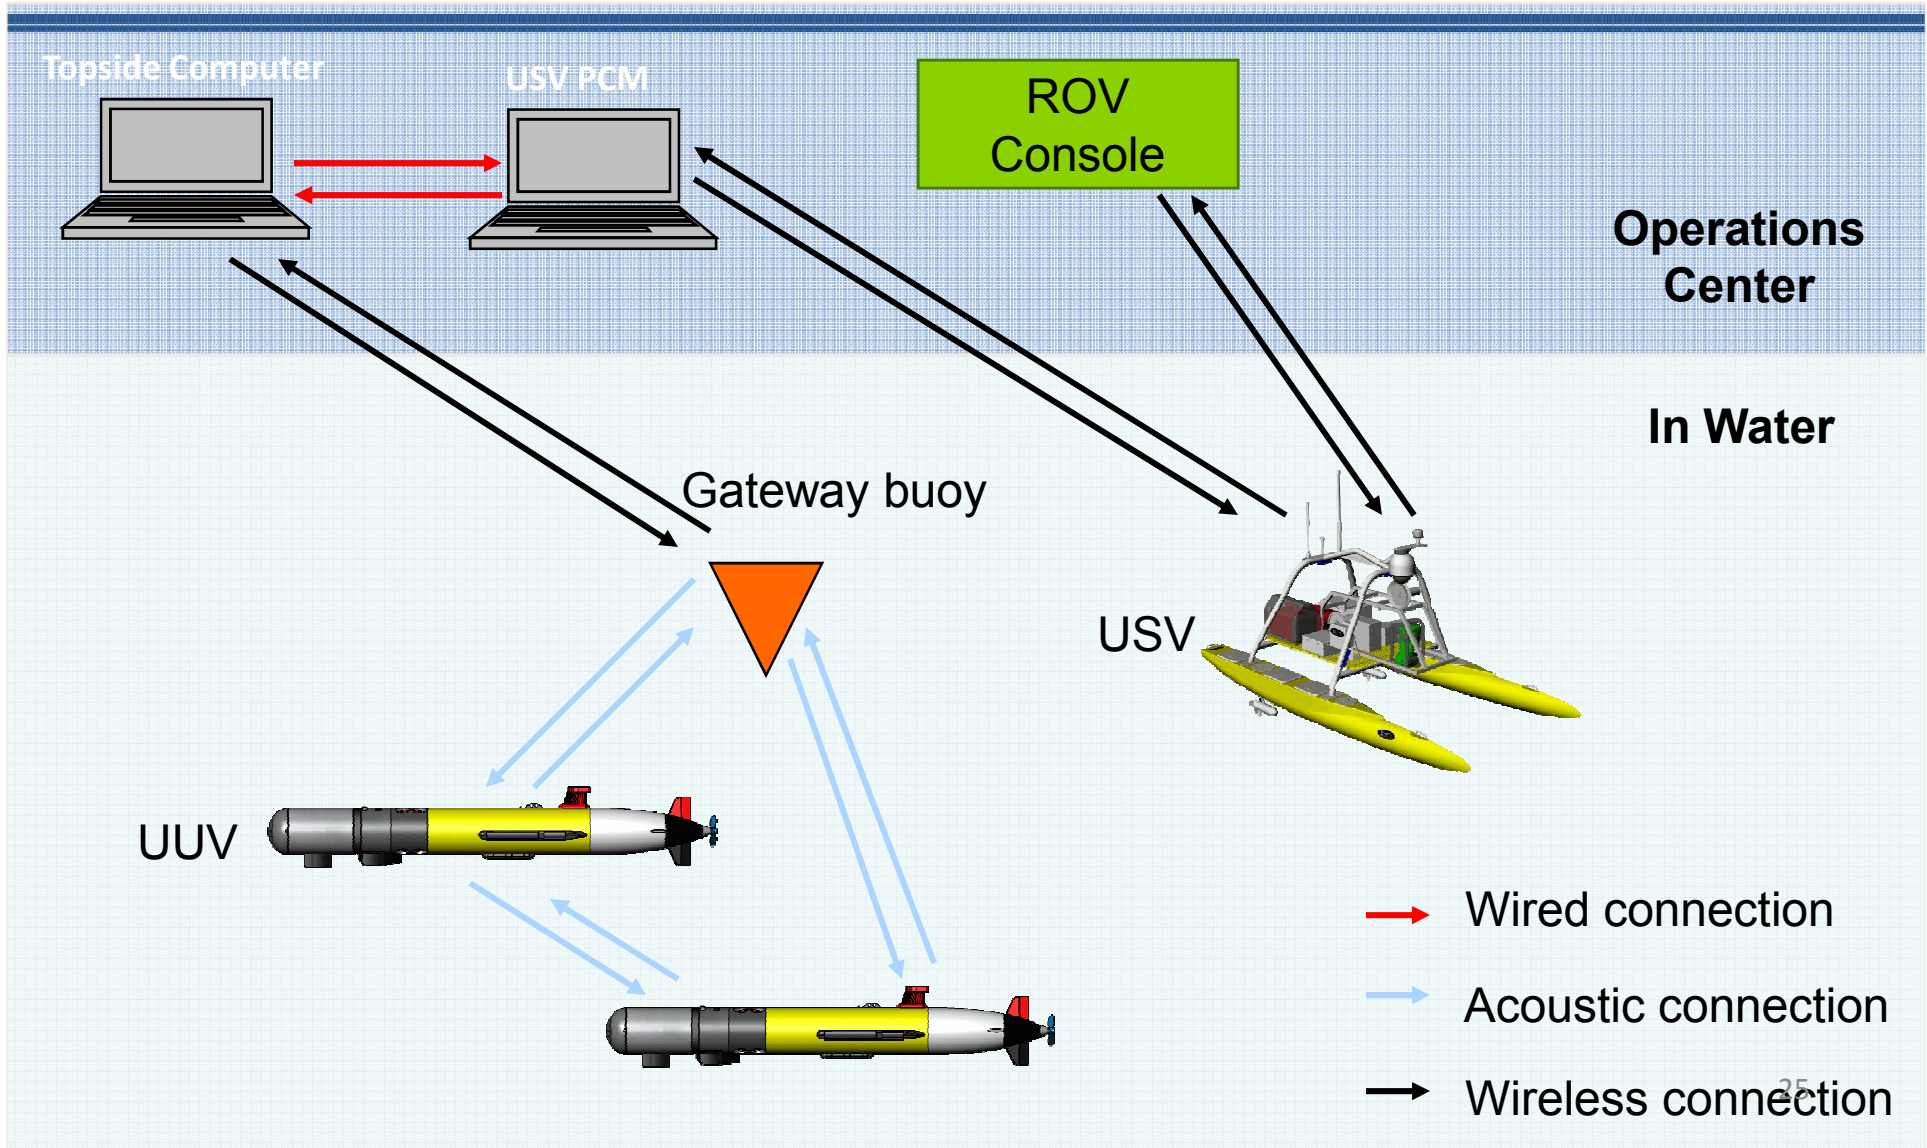 Topside Computer
USV PCM
ROV
Console
Operations
Center
In Water
Gateway buoy
USV
UUV
Wired connection
Acoustic connection
Wireless connection
25